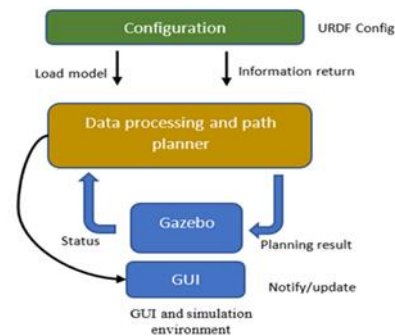 Configuration
URDF Config
Load model
Information return
Data processing and path
planner
Gazebo
Status
Planning result
GUI
Notify/update
GUI and simulation
environment